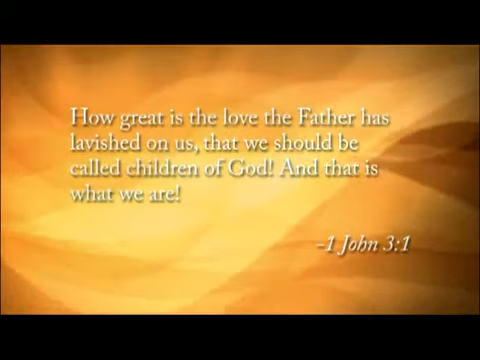 How great is the love the Father has
lavished on us, that we should be
called children of God! And that is
what we are!
-1 John 3:1